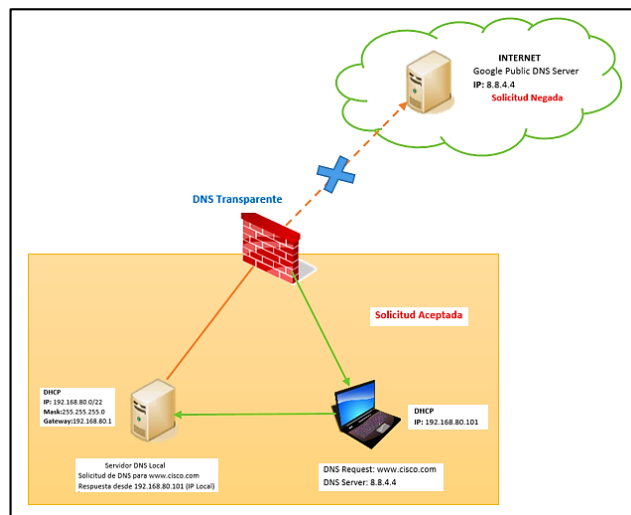 INTERNET
Google Public DNS Server
IP: 8.8.4.4
Solicitud Negada
DNS Transparente
Solicitud Aceptada
DHCP
IP: 192.168.80.0/22
Mask:255.255.255.0
Gateway:192.168.80.1
DHCP
IP: 192.168.80.101
Servidor DNS Local
Solicitud de DNS para www.cisco.com
Respuesta desde 192.168.80.101 (IP Local)
DNS Request: www.cisco.com
DNS Server: 8.8.4.4